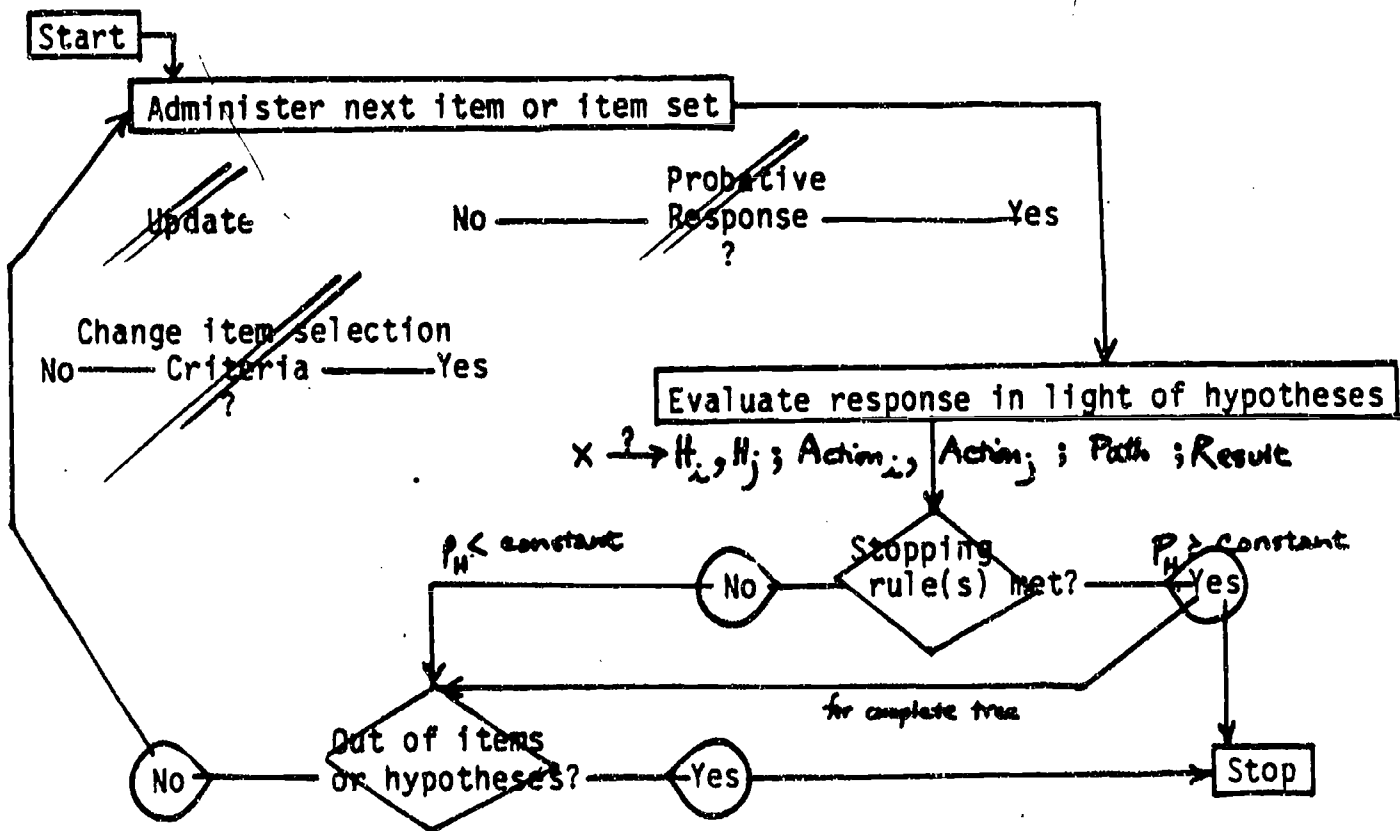 Start
Administer next item or item set
Update
Probative
No Response Yes
?
Change item selection
No Criteria Yes
?
Evaluate response in light of hypotheses
X ?→ H_i, H_j ; Action_i, Action_j ; Path ; Result
P_H < constant
P_H ≥ constant
Stopping
No rule(s) met? Yes
for complete tree
Out of items
No or hypotheses? Yes
Stop